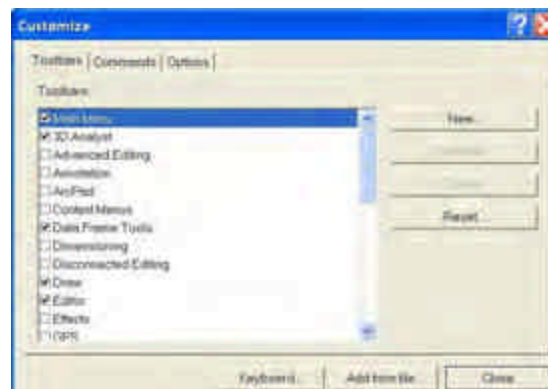 Customize
Toolbars Commands Options
Toolbars
Main Menu
3D Analyst
Advanced Editing
Annotation
ArcPad
Context Menus
Data Frame Tools
Dimensioning
Disconnected Editing
Draw
Editor
Effects
GPS
New...
Reset
Keyboard... Add from file... Close